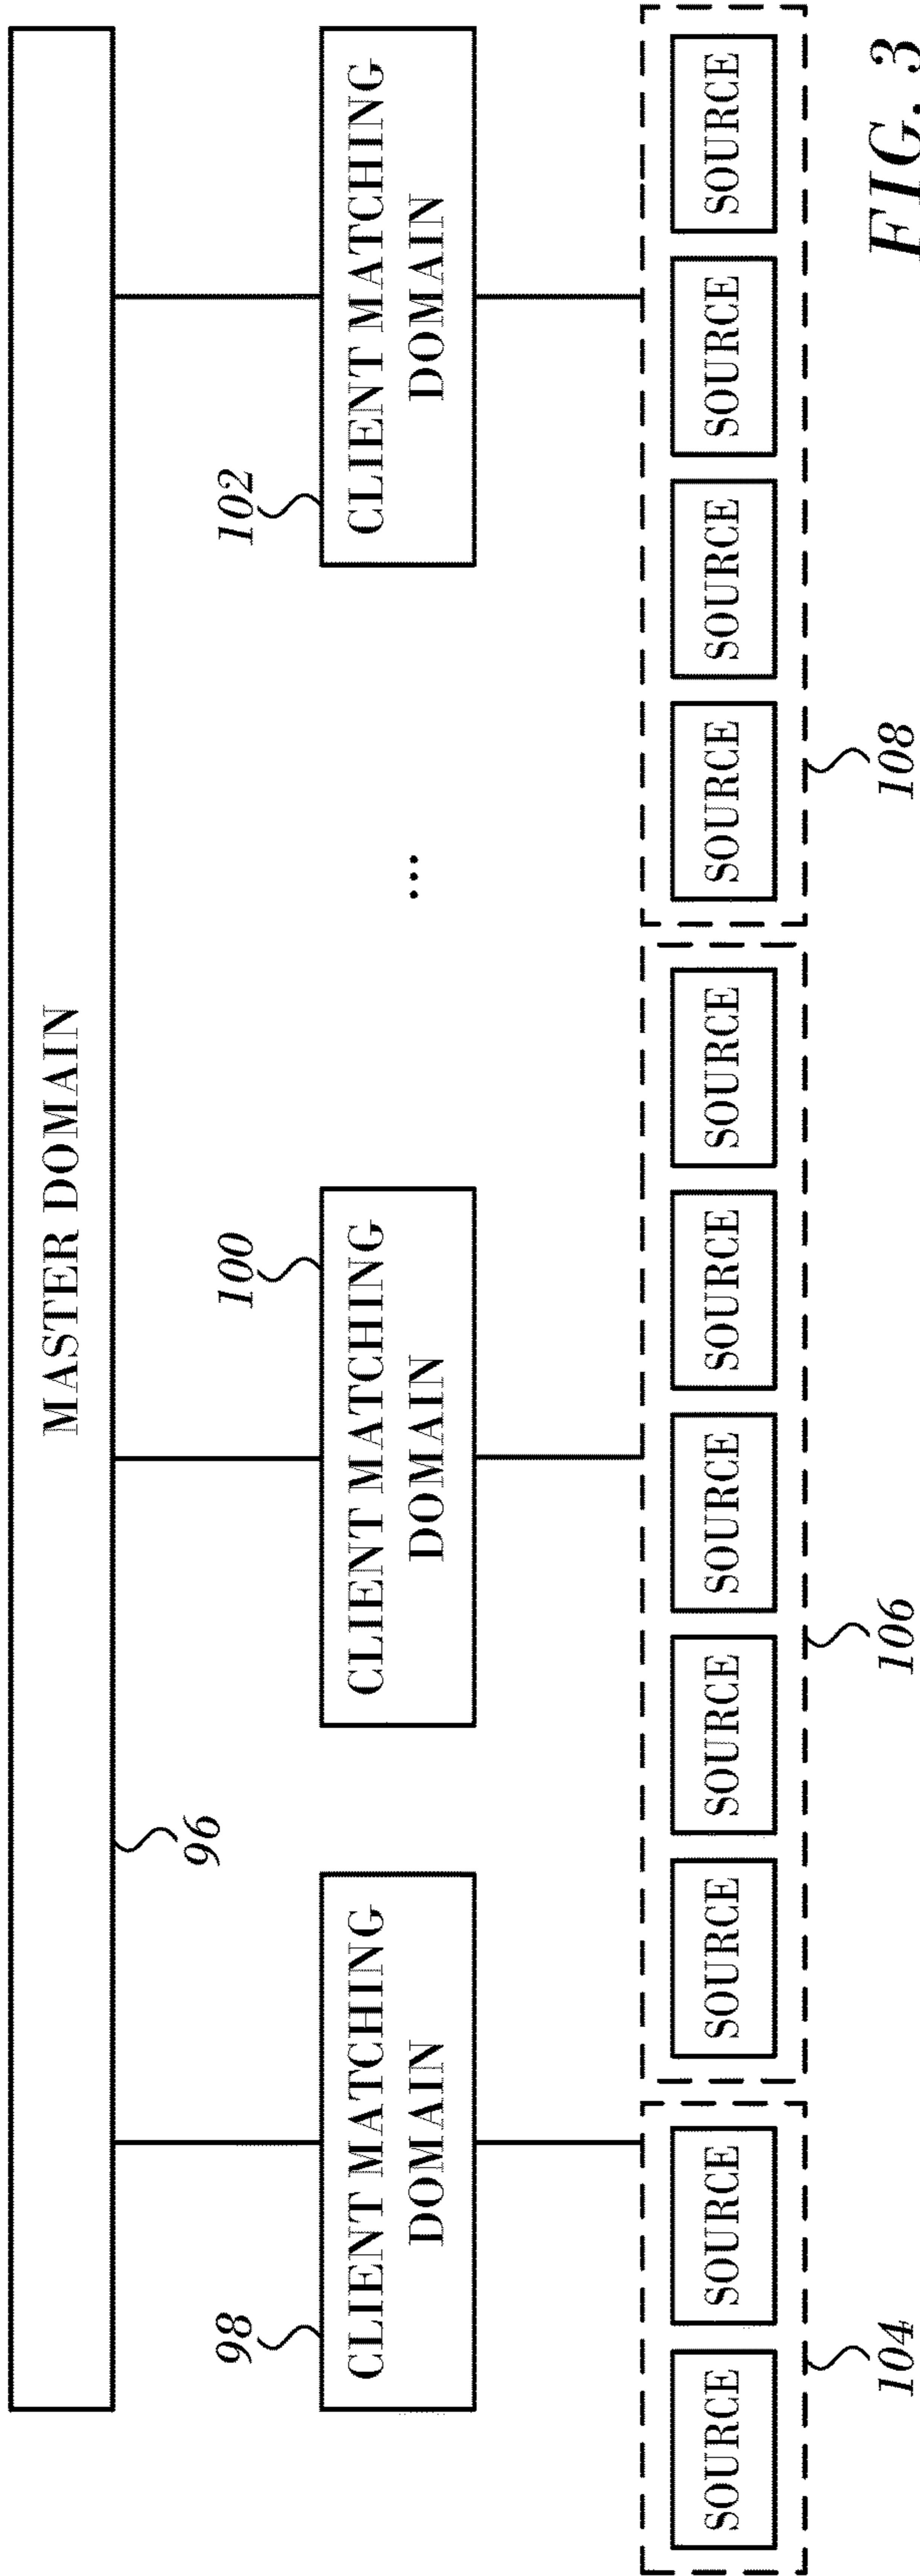 MASTER DOMAIN
96
98
100
102
CLIENT MATCHING
DOMAIN
CLIENT MATCHING
DOMAIN
...
CLIENT MATCHING
DOMAIN
SOURCE
SOURCE
SOURCE
SOURCE
SOURCE
SOURCE
SOURCE
SOURCE
SOURCE
SOURCE
SOURCE
104
106
108
FIG. 3